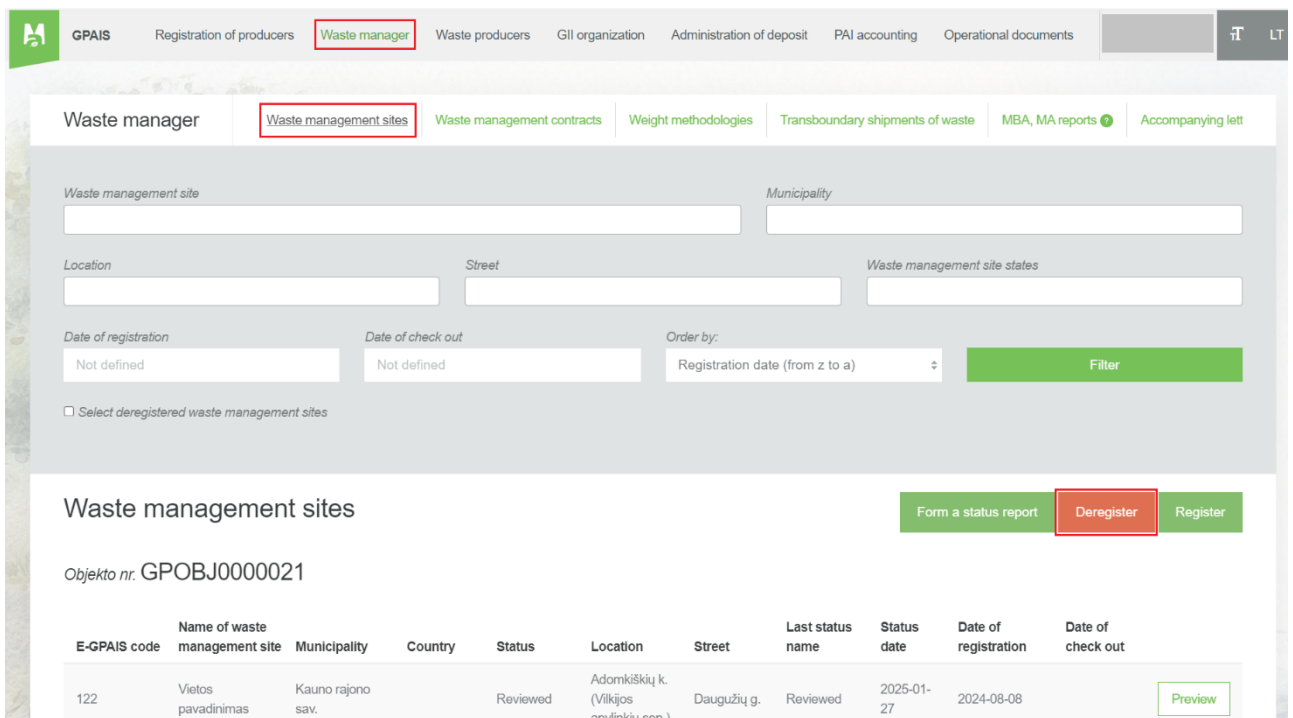 GPAIS Registration of producers Waste manager Waste producers GII organization Administration of deposit PAI accounting Operational documents LT
Waste manager Waste management sites Waste management contracts Weight methodologies Transboundary shipments of waste MBA, MA reports ? Accompanying lett
Waste management site Municipality
Location Street Waste management site states
Date of registration Date of check out Order by:
Not defined Not defined Registration date (from z to a) Filter
Select deregistered waste management sites
Waste management sites Form a status report Deregister Register
Objekto nr. GPOBJ0000021
Name of waste Last status Status Date of Date of
E-GPAIS code management site Municipality Country Status Location Street name date registration check out
Adomkiškių k.
Vietos Kauno rajono 2025-01-
122 Reviewed (Vilkijos Daugužių g. Reviewed 2024-08-08 Preview
pavadinimas sav. 27
apylinkių sen.)